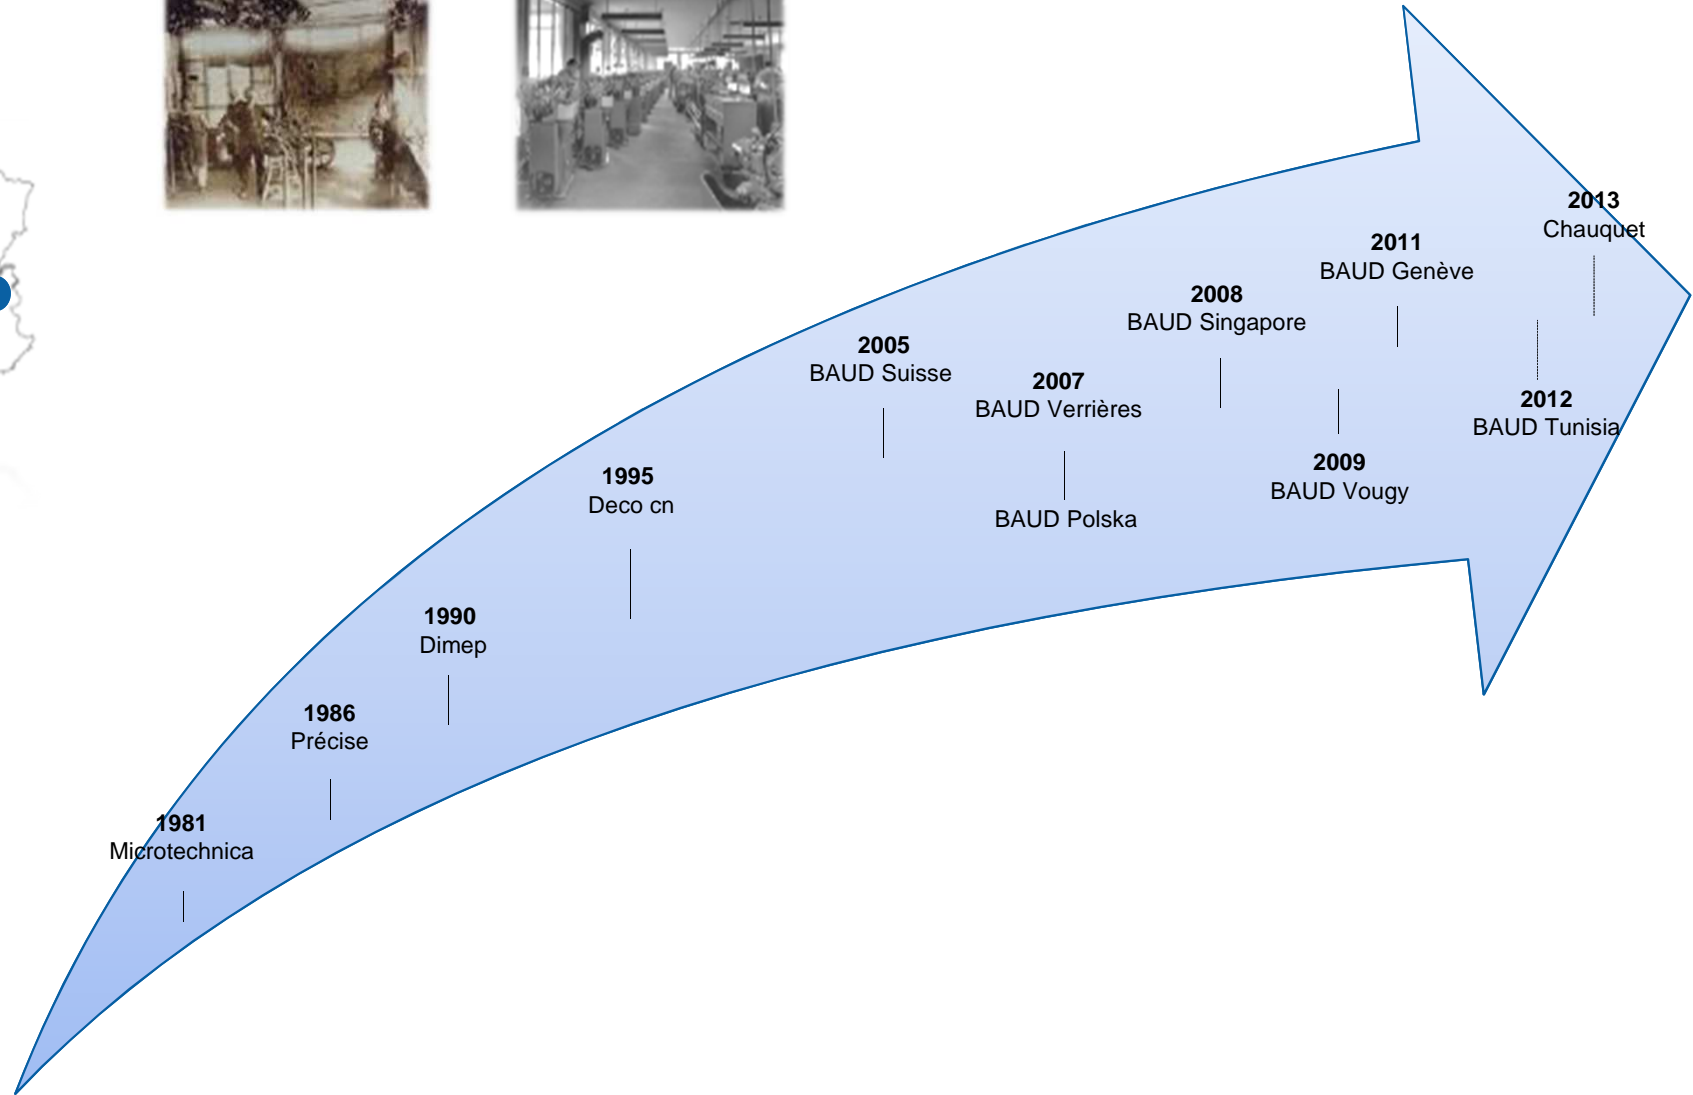 1981
Microtechnica
1986
Précise
1990
Dimep
1995
Deco cn
2005
BAUD Suisse
2007
BAUD Verrières
BAUD Polska
2008
BAUD Singapore
2009
BAUD Vougy
2011
BAUD Genève
2012
BAUD Tunisia
2013
Chauquet